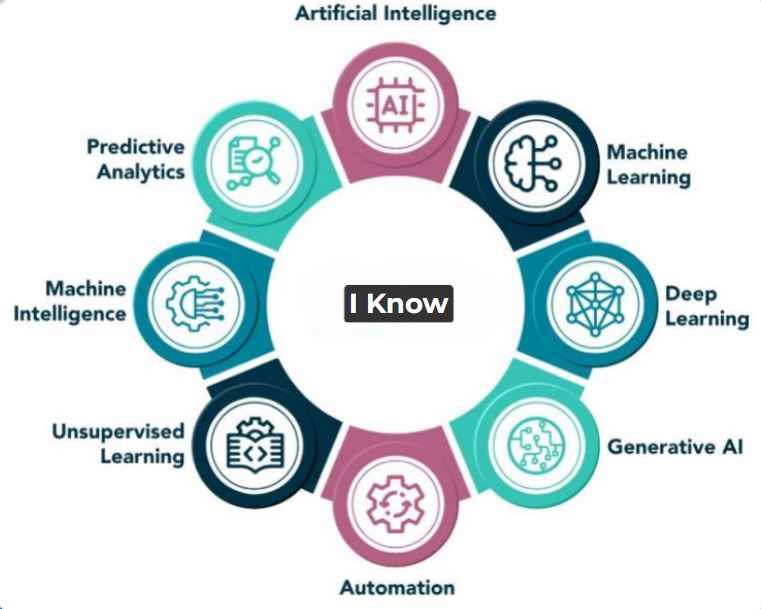 Artificial Intelligence
AI
Predictive
Analytics
Machine
Learning
Machine
Intelligence
I Know
Deep
Learning
Unsupervised
Learning
Generative AI
Automation